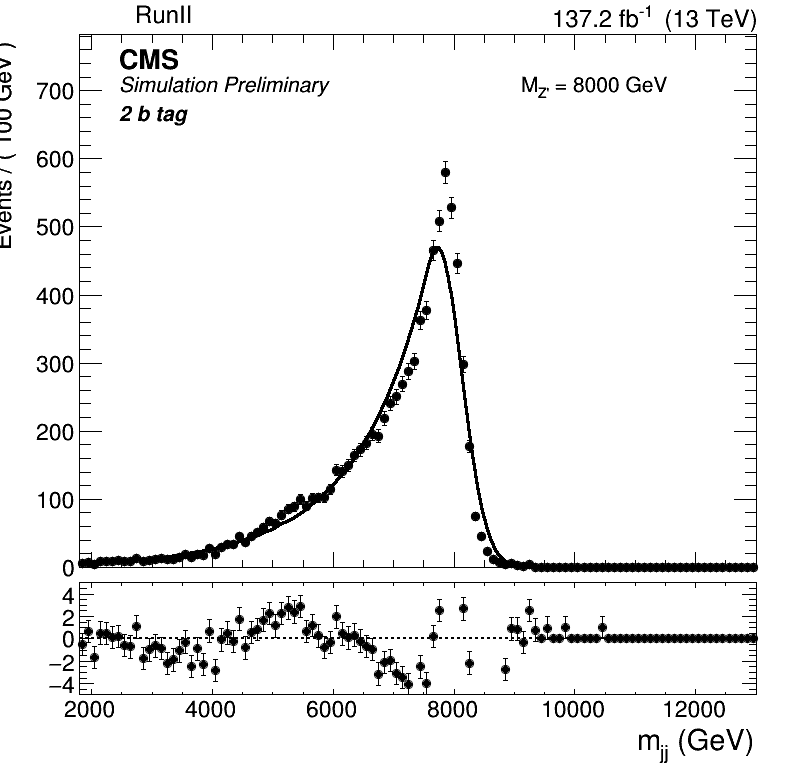 RunII
137.2 fb-1 (13 TeV)
CMS
Simulation Preliminary
2 b tag
MZ' = 8000 GeV
Events / ( 100 GeV )
700
600
500
400
300
200
100
0
4
2
0
−2
−4
2000 4000 6000 8000 10000 12000
mjj (GeV)